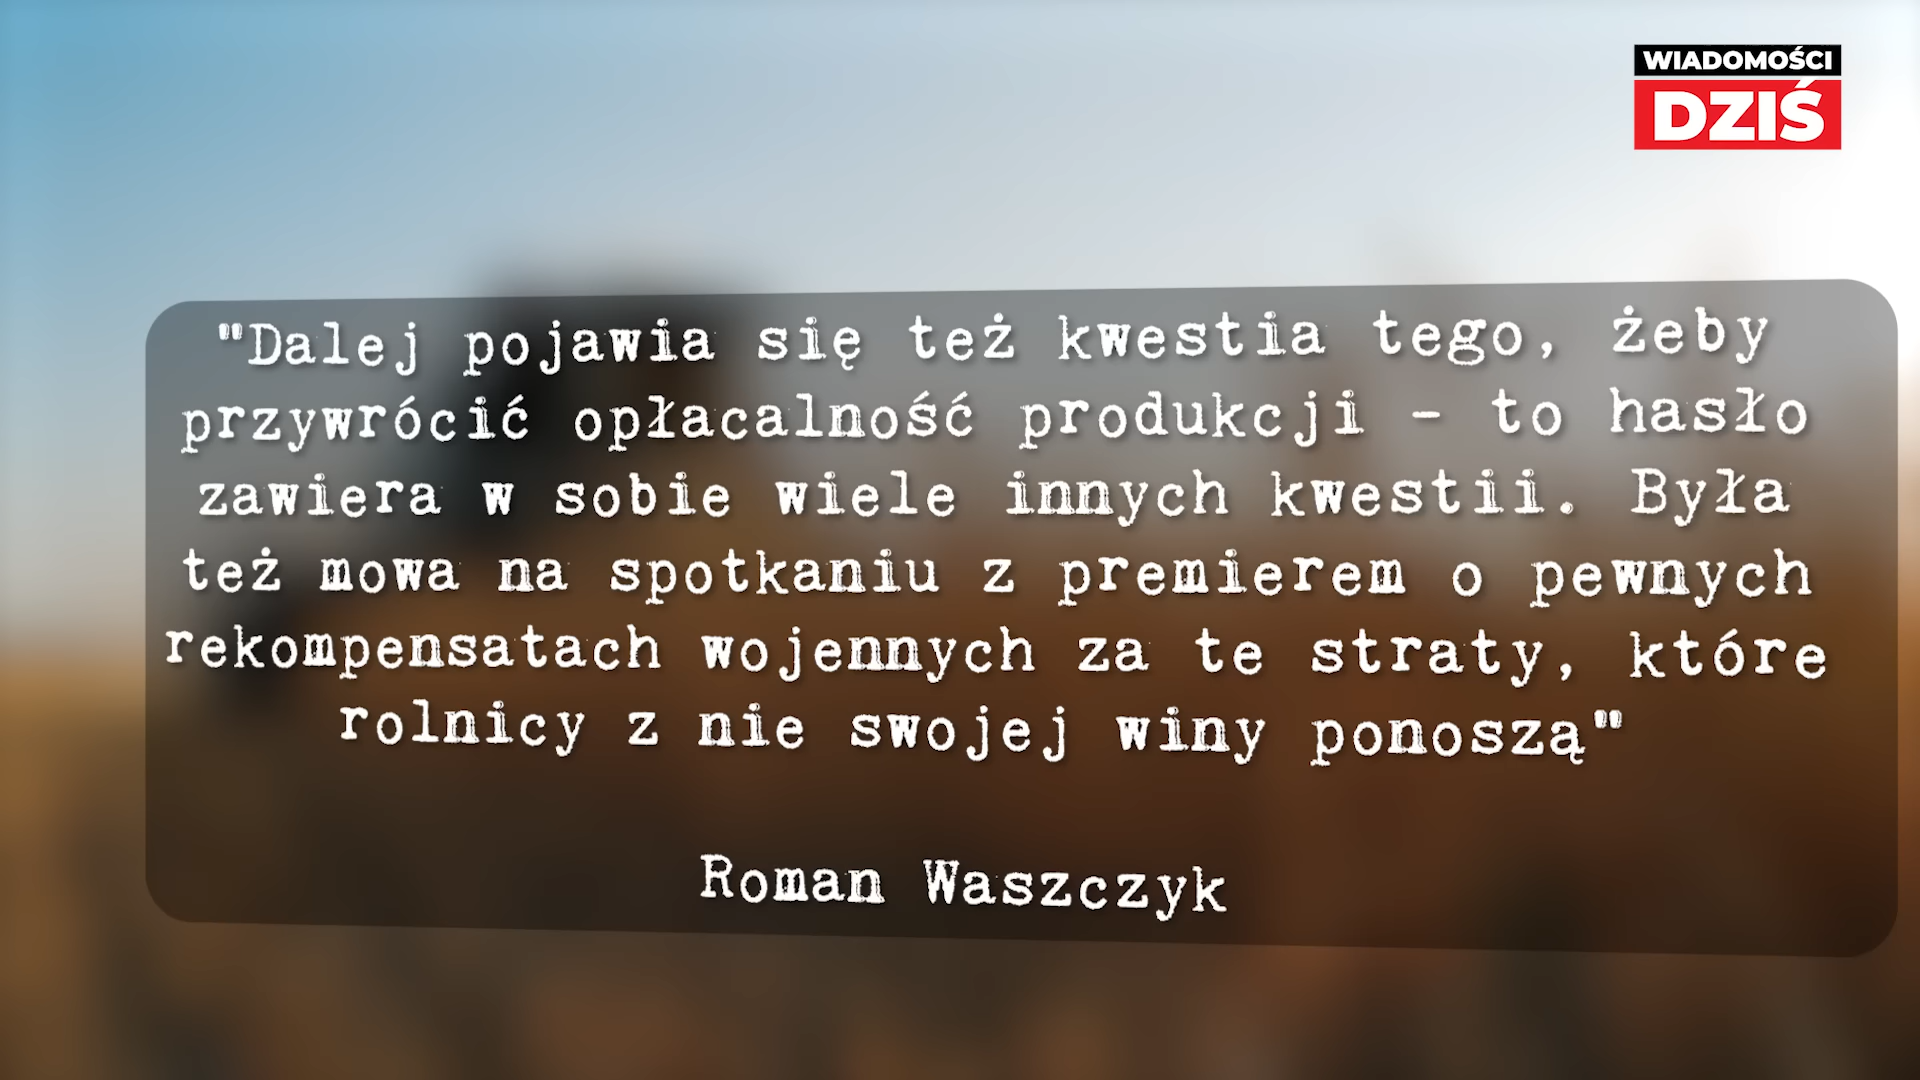 WIADOMOŚCI
DZIŚ
"Dalej pojawia się też kwestia tego, żeby
przywrócić opłacalność produkcji - to hasło
zawiera w sobie wiele innych kwestii. Była
też mowa na spotkaniu z premierem o pewnych
rekompensatach wojennych za te straty, które
rolnicy z nie swojej winy ponoszą"
Roman Waszczyk